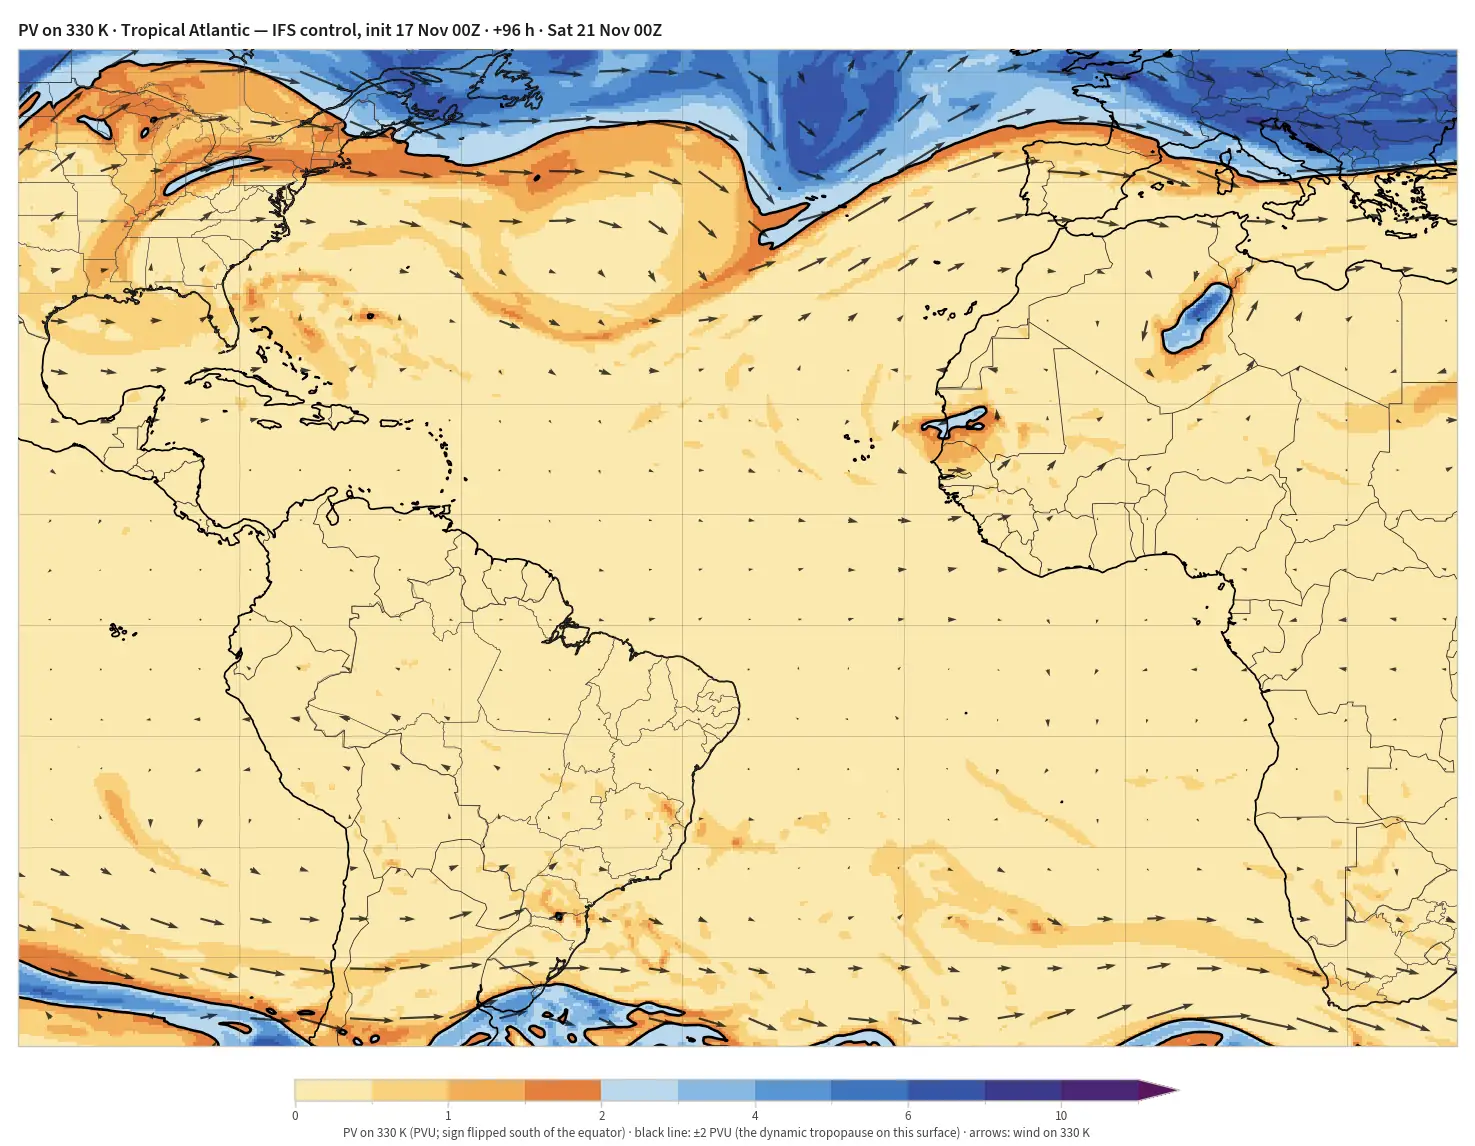 PV on 330 K · Tropical Atlantic — IFS control, init 17 Nov 00Z · +96 h · Sat 21 Nov 00Z
0 1 2 4 6 10
PV on 330 K (PVU; sign flipped south of the equator) · black line: ±2 PVU (the dynamic tropopause on this surface) · arrows: wind on 330 K